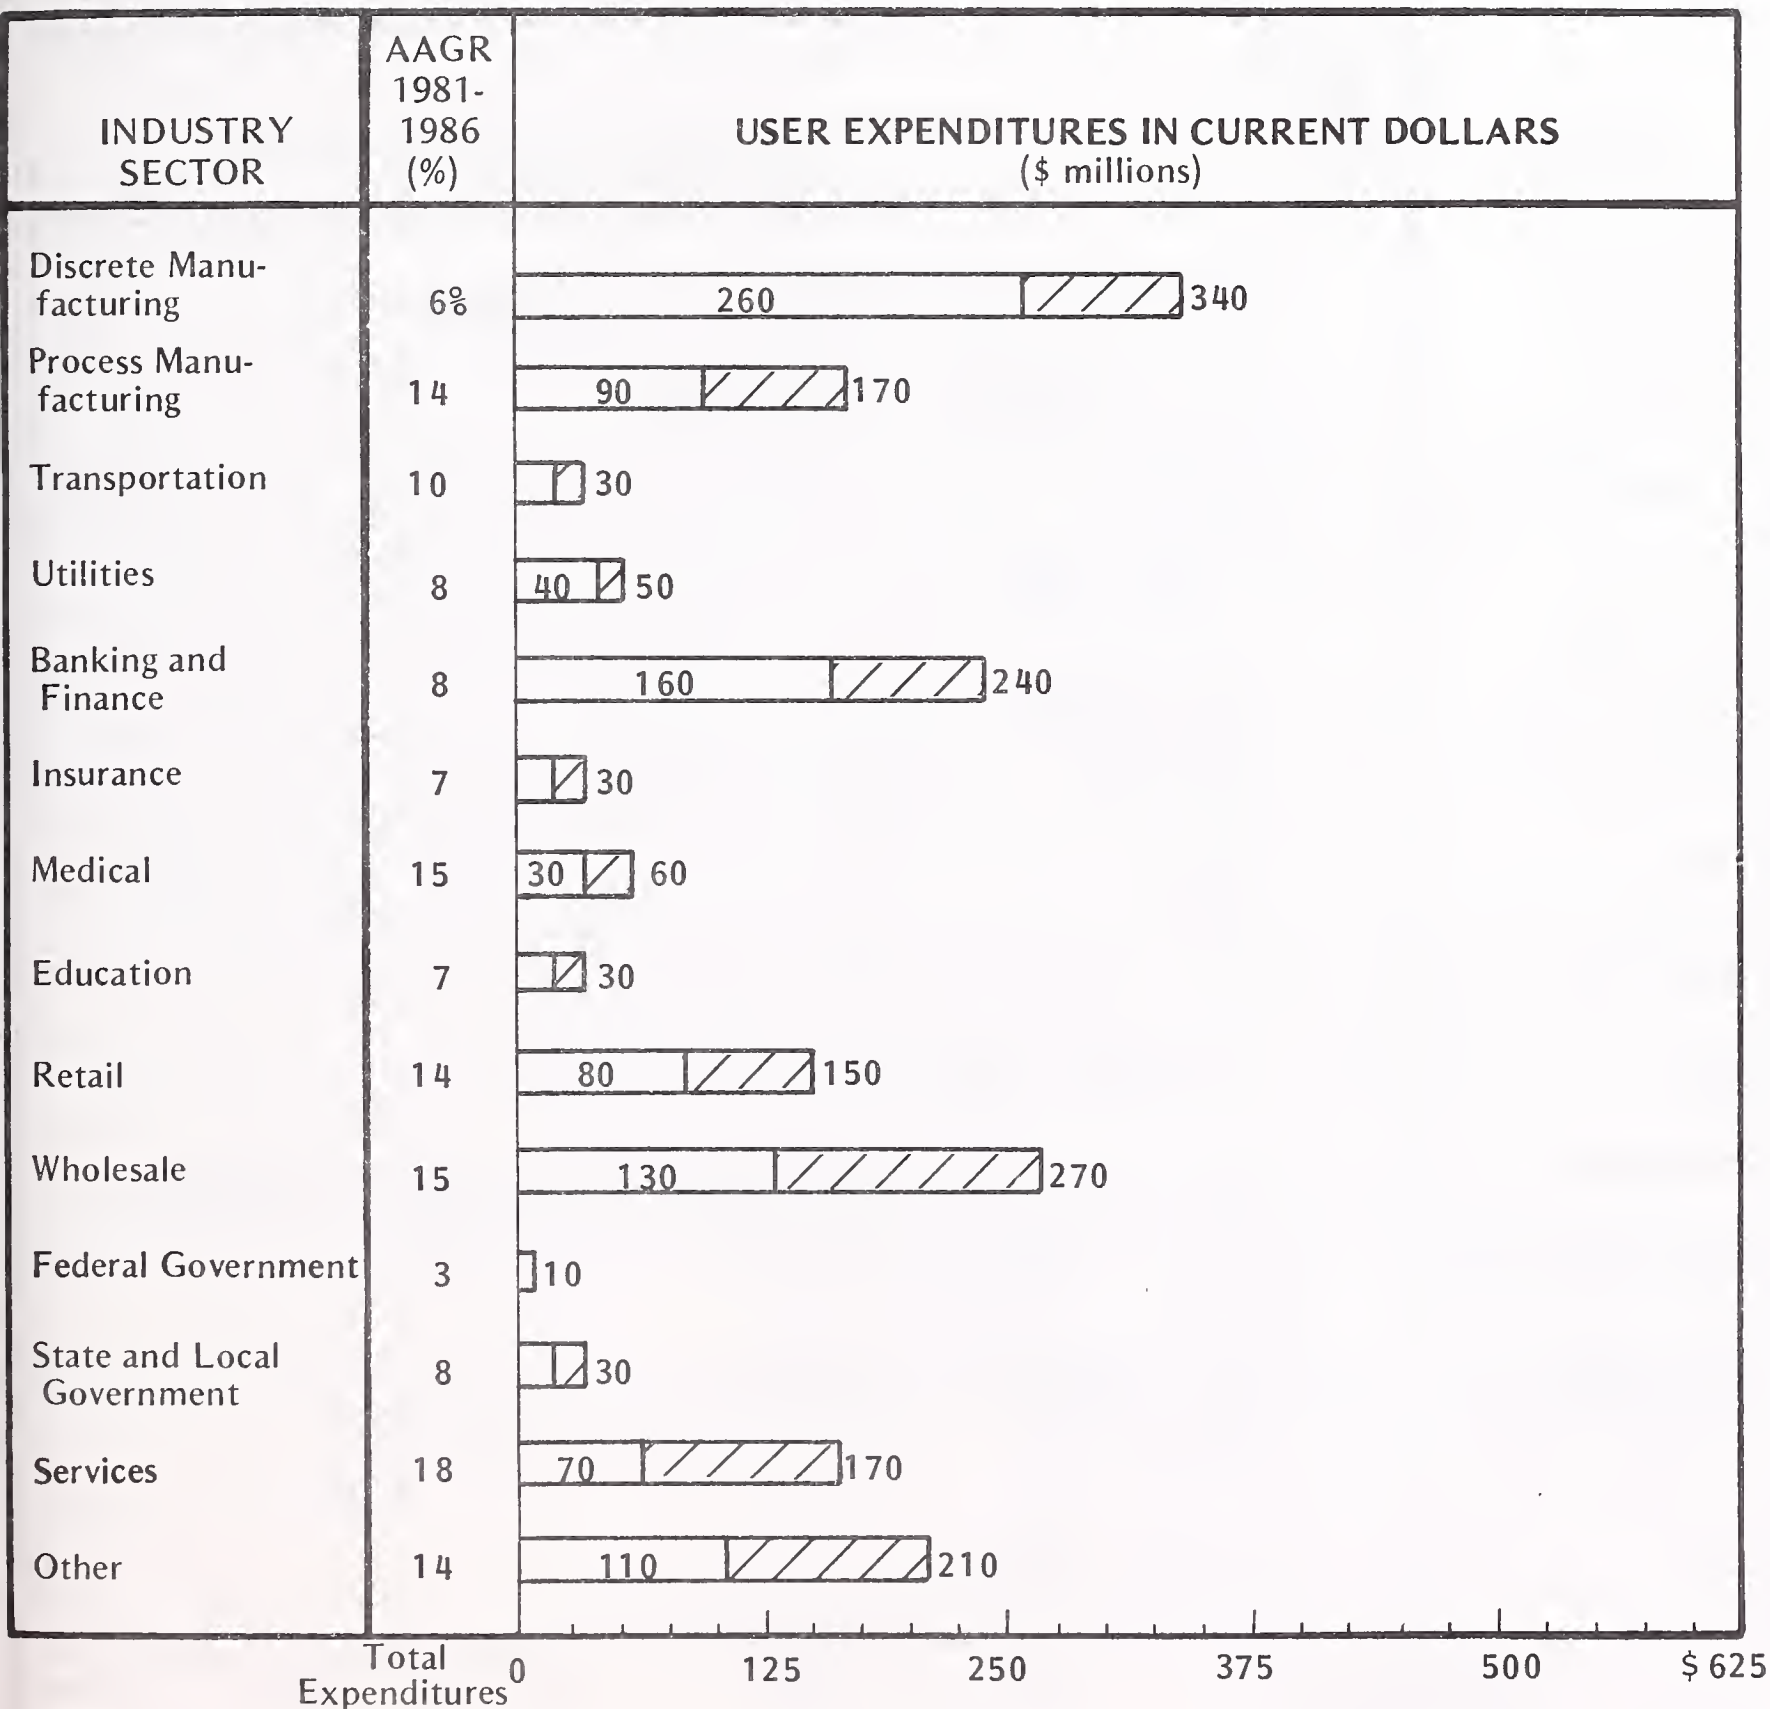 INDUSTRY
SECTOR
AAGR
1981-
1986
(%)
USER EXPENDITURES IN CURRENT DOLLARS
($ millions)
Discrete Manu-
facturing
6%
260
340
Process Manu-
facturing
14
90
170
Transportation
10
30
Utilities
8
40
50
Banking and
Finance
8
160
240
Insurance
7
30
Medical
15
30
60
Education
7
30
Retail
14
80
150
Wholesale
15
130
270
Federal Government
3
10
State and Local
Government
8
30
Services
18
70
170
Other
14
110
210
Total
Expenditures
0 125 250 375 500 $ 625